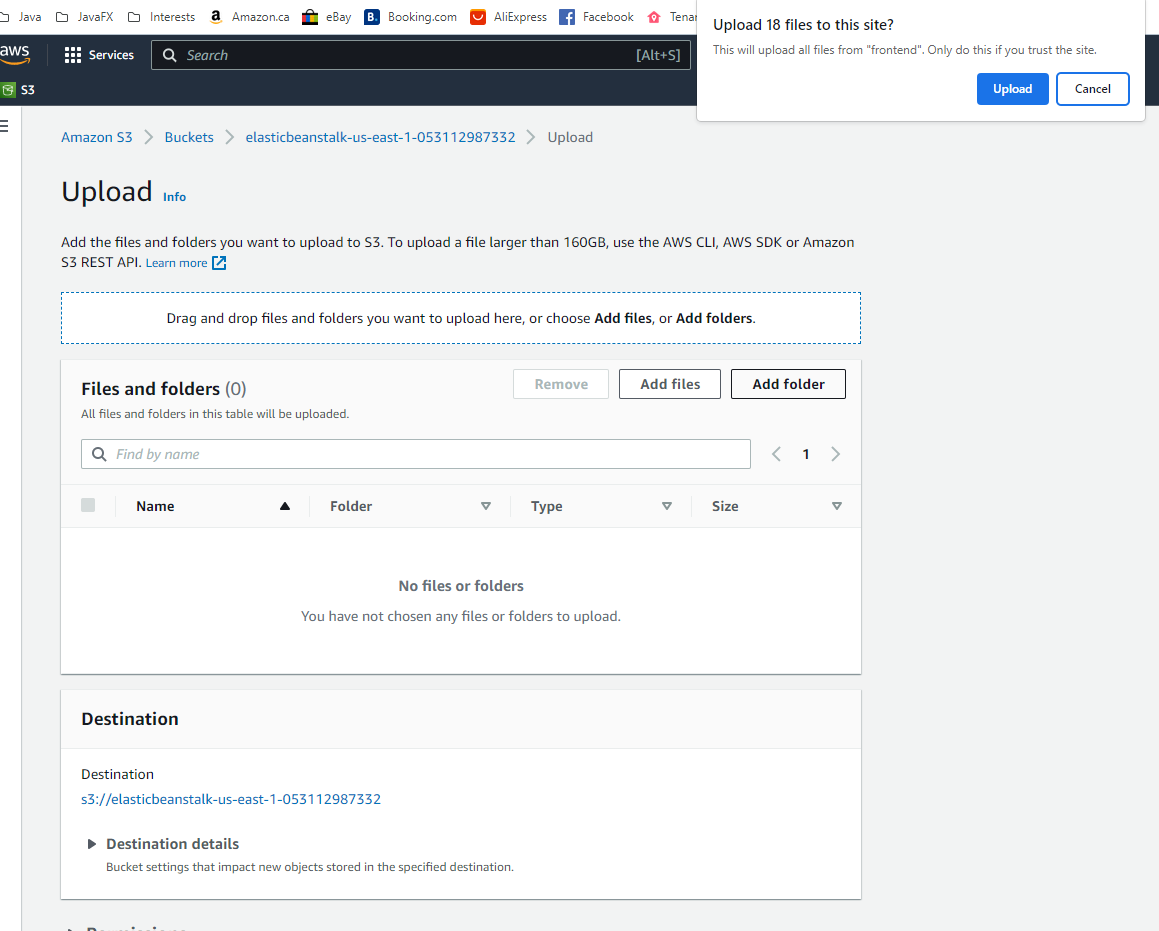 Java JavaFX Interests Amazon.ca eBay Booking.com AliExpress Facebook
Upload 18 files to this site?
This will upload all files from "frontend". Only do this if you trust the site.
Upload Cancel
aws Services Search [Alt+S]
S3
Amazon S3 Buckets elasticbeanstalk-us-east-1-053112987332 Upload
Upload Info
Add the files and folders you want to upload to S3. To upload a file larger than 160GB, use the AWS CLI, AWS SDK or Amazon
S3 REST API. Learn more
Drag and drop files and folders you want to upload here, or choose Add files, or Add folders.
Files and folders (0) Remove Add files Add folder
All files and folders in this table will be uploaded.
Find by name 1
Name Folder Type Size
No files or folders
You have not chosen any files or folders to upload.
Destination
Destination
s3://elasticbeanstalk-us-east-1-053112987332
Destination details
Bucket settings that impact new objects stored in the specified destination.